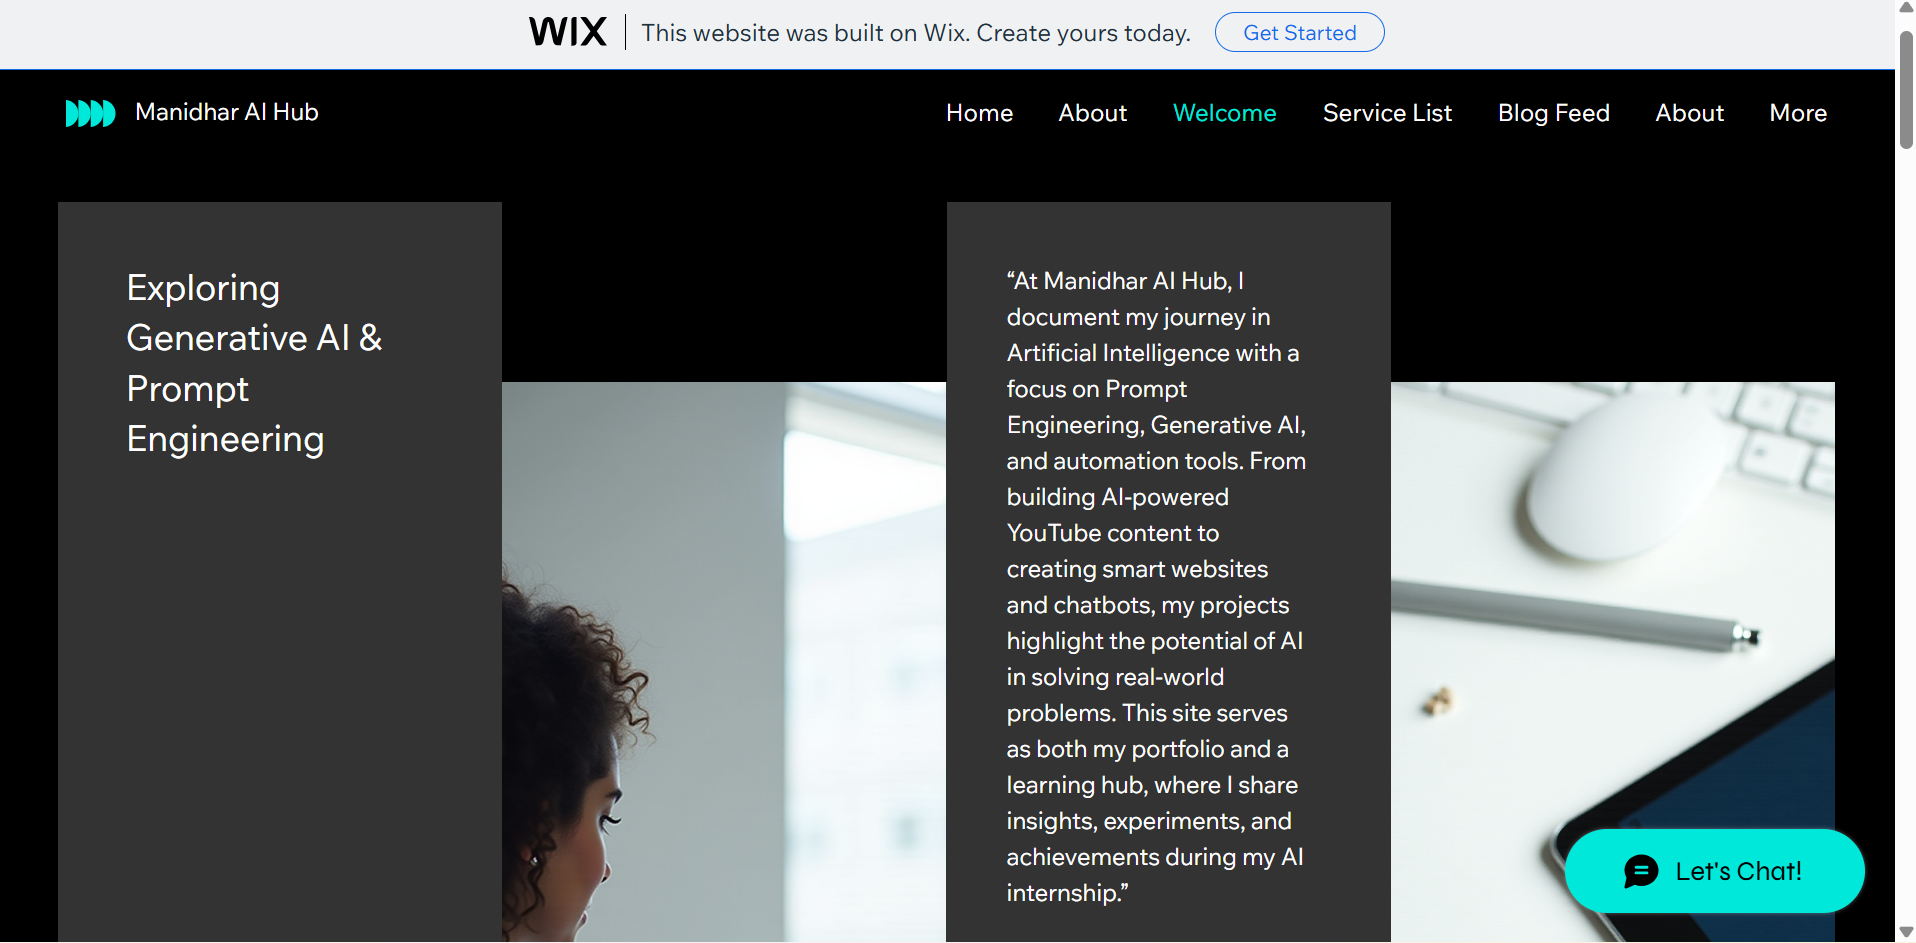 WIX
This website was built on Wix. Create yours today.
Get Started
Manidhar AI Hub
Home
About
Welcome
Service List
Blog Feed
About
More
Exploring
Generative AI &
Prompt
Engineering
“At Manidhar AI Hub, I
document my journey in
Artificial Intelligence with a
focus on Prompt
Engineering, Generative AI,
and automation tools. From
building AI-powered
YouTube content to
creating smart websites
and chatbots, my projects
highlight the potential of AI
in solving real-world
problems. This site serves
as both my portfolio and a
learning hub, where I share
insights, experiments, and
achievements during my AI
internship.”
Let's Chat!